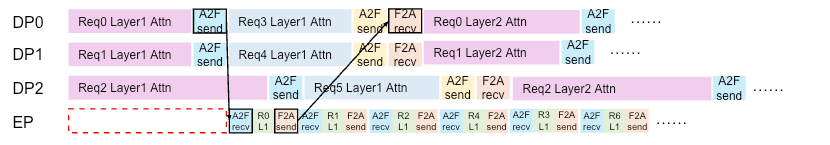 DP0 Req0 Layer1 Attn A2F send Req3 Layer1 Attn A2F send F2A recv Req0 Layer2 Attn A2F send ......
DP1 Req1 Layer1 Attn A2F send Req4 Layer1 Attn A2F send F2A recv Req1 Layer2 Attn A2F send ......
DP2 Req2 Layer1 Attn A2F send Req5 Layer1 Attn A2F send F2A recv Req2 Layer2 Attn A2F send ......
EP A2F recv R0 L1 F2A send A2F recv R1 L1 F2A send A2F recv R2 L1 F2A send A2F recv R4 L1 F2A send A2F recv R3 L1 F2A send A2F recv R6 L1 F2A send ......